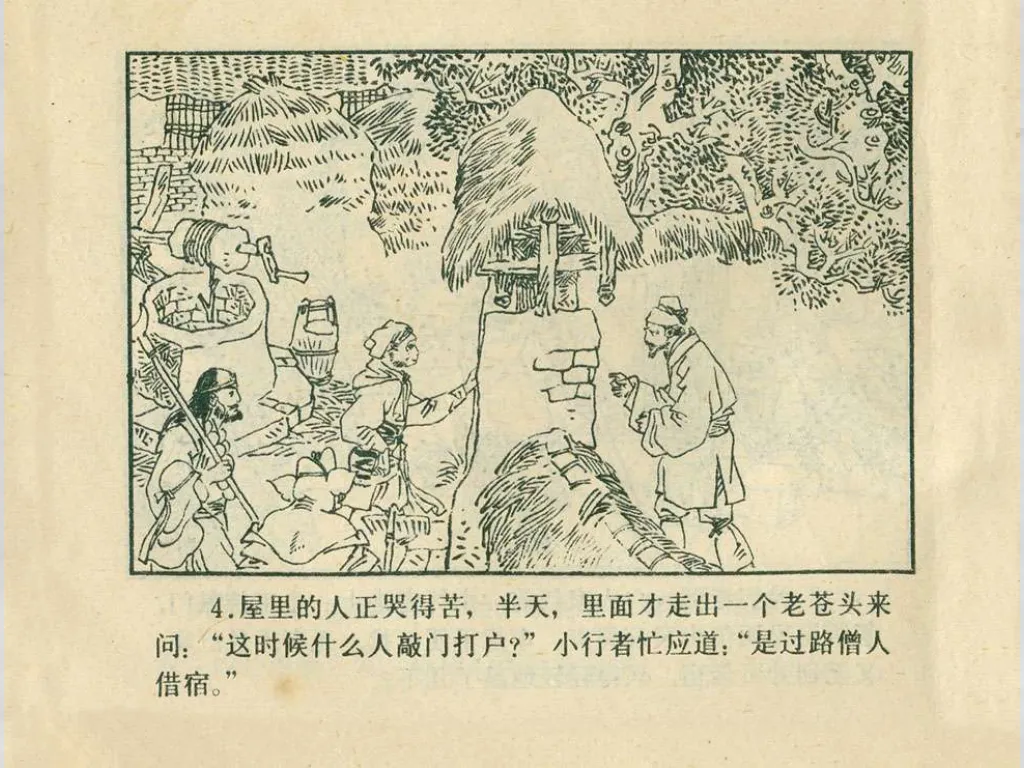 4.屋里的人正哭得苦，半天，里面才走出一个老苍头来
问：“这时候什么人敲门打户？”小行者忙应道：“是过路僧人
借宿。”